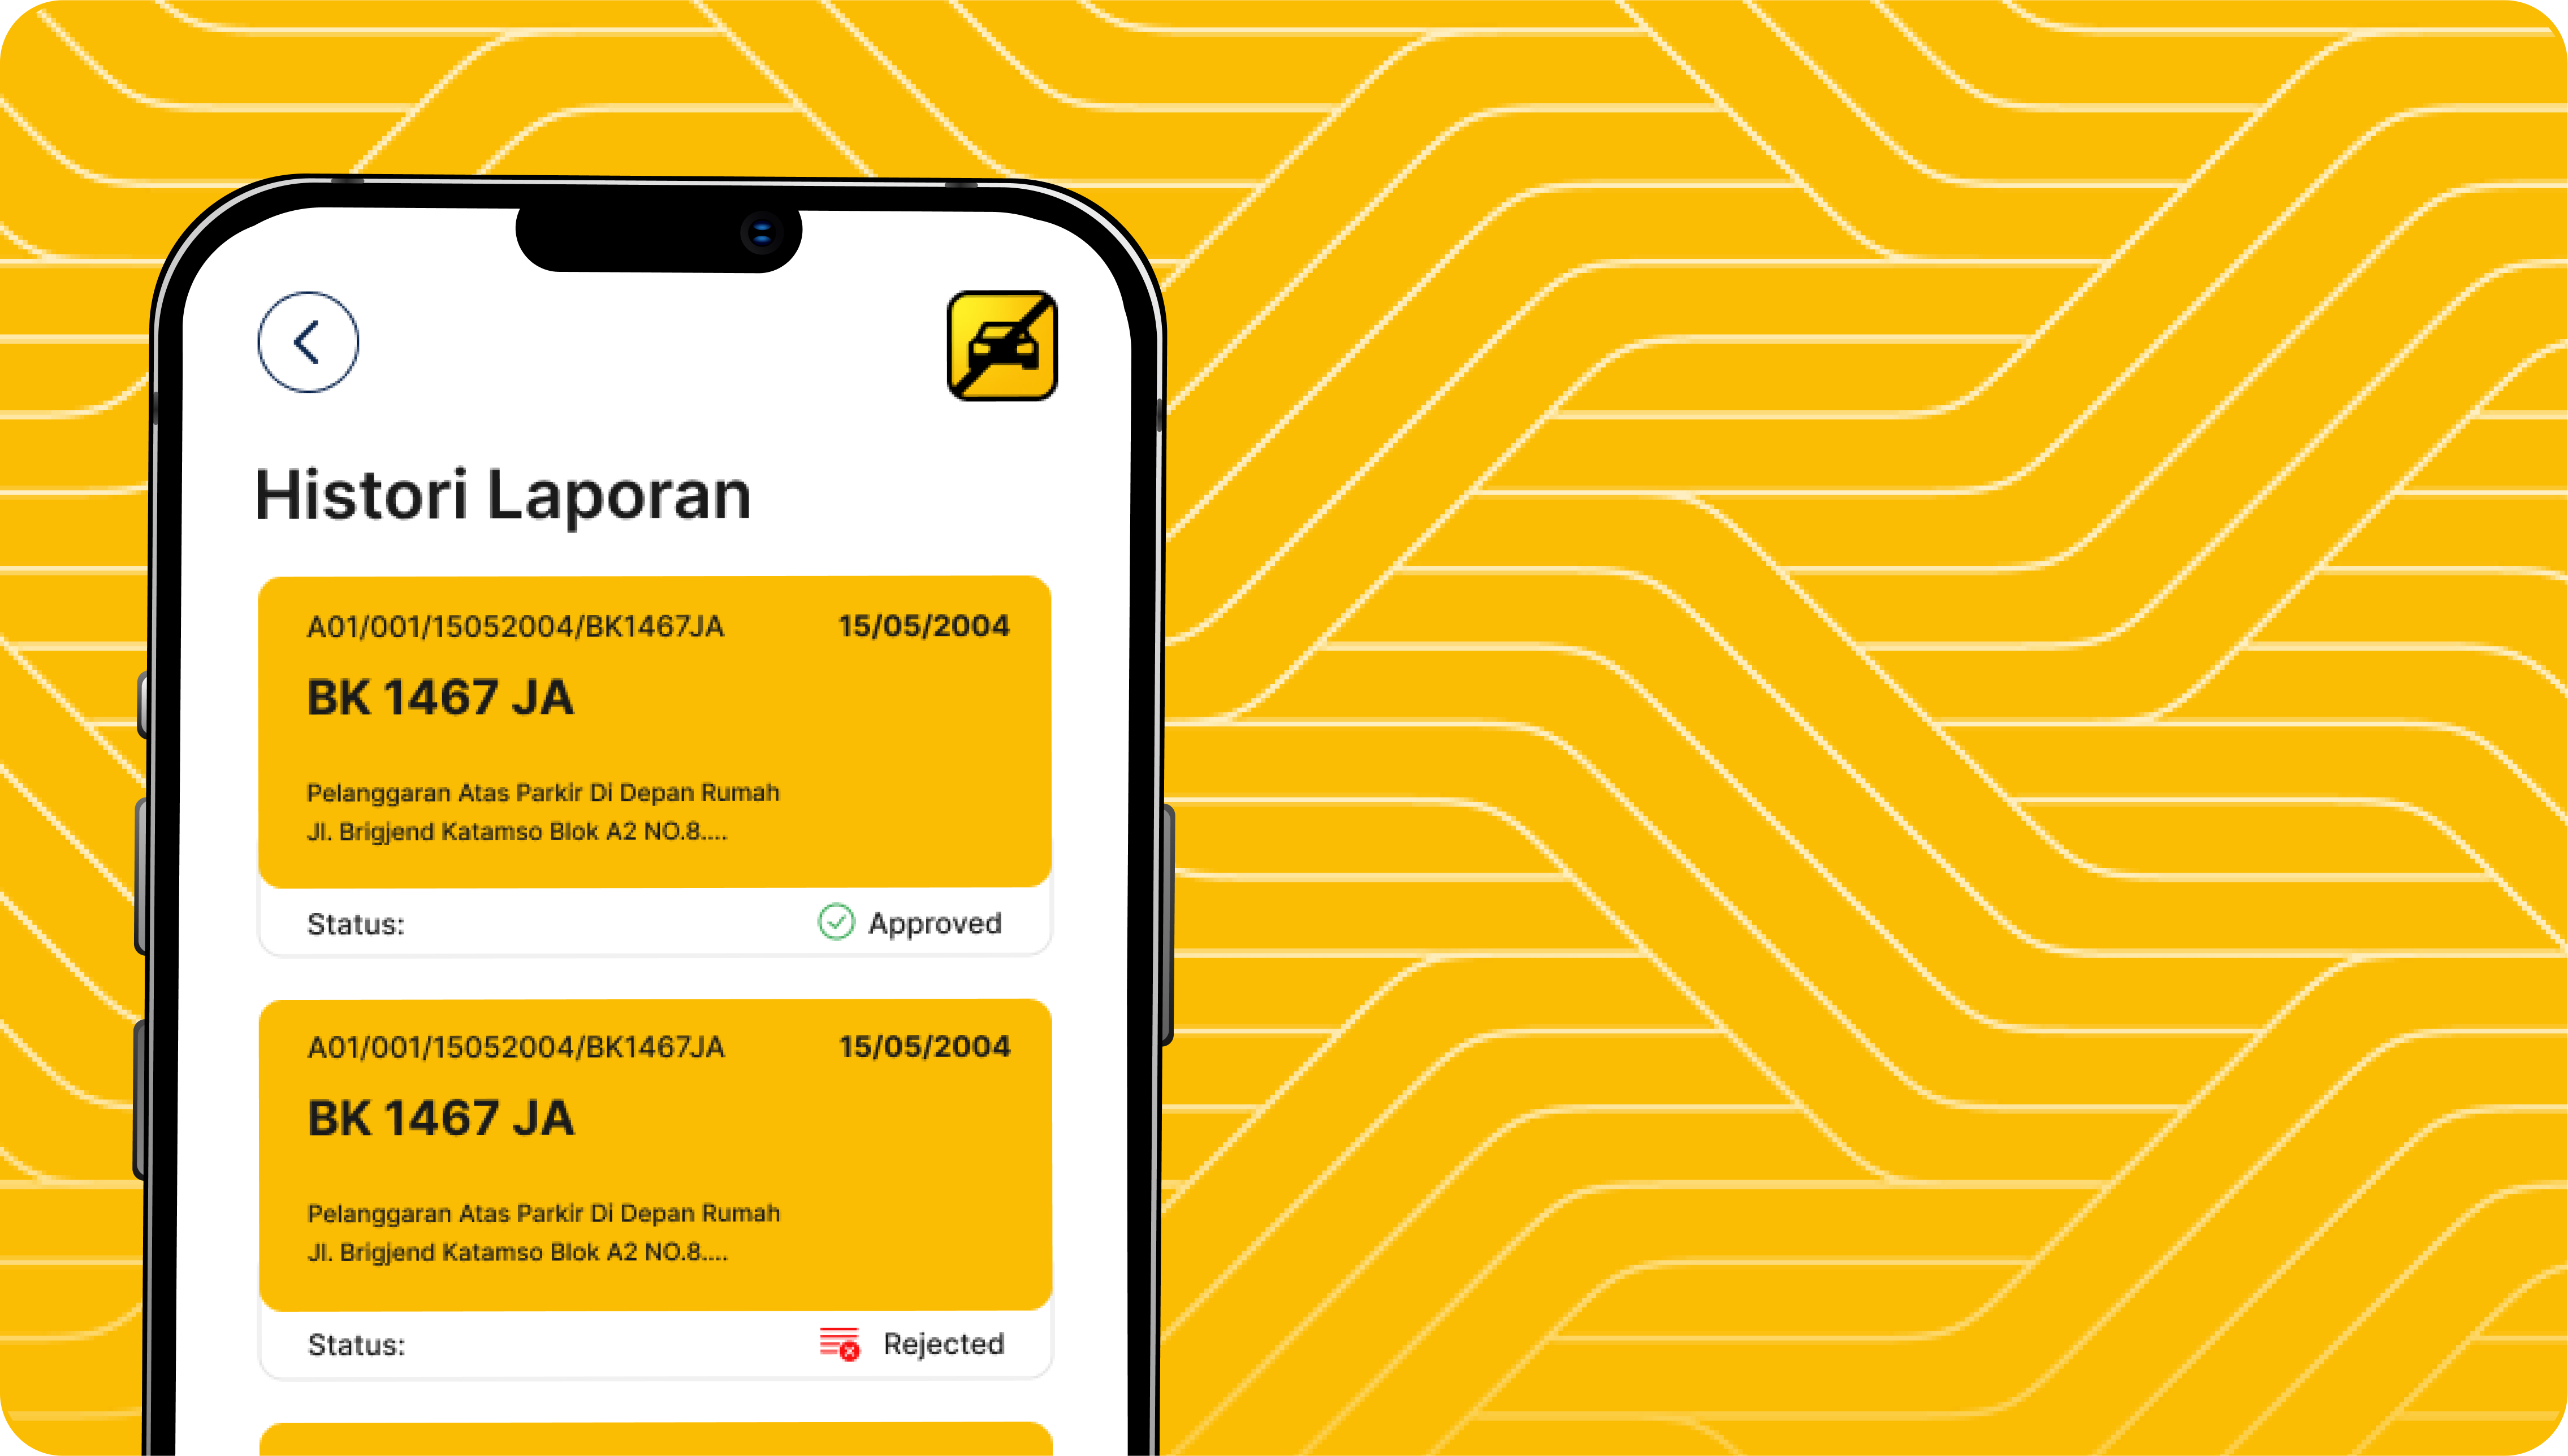 Histori Laporan
A01/001/15052004/BK1467JA 15/05/2004
BK 1467 JA
Pelanggaran Atas Parkir Di Depan Rumah
Jl. Brigjend Katamso Blok A2 NO.8....
Status: Approved
A01/001/15052004/BK1467JA 15/05/2004
BK 1467 JA
Pelanggaran Atas Parkir Di Depan Rumah
Jl. Brigjend Katamso Blok A2 NO.8....
Status: Rejected